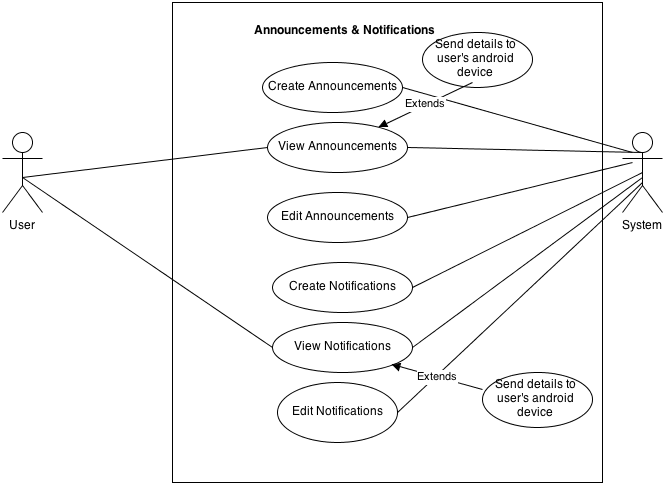 Announcements & Notifications
Send details to
user's android
device
Create Announcements
Extends
View Announcements
Edit Announcements
User
System
Create Notifications
View Notifications
Extends
Send details to
user's android
device
Edit Notifications